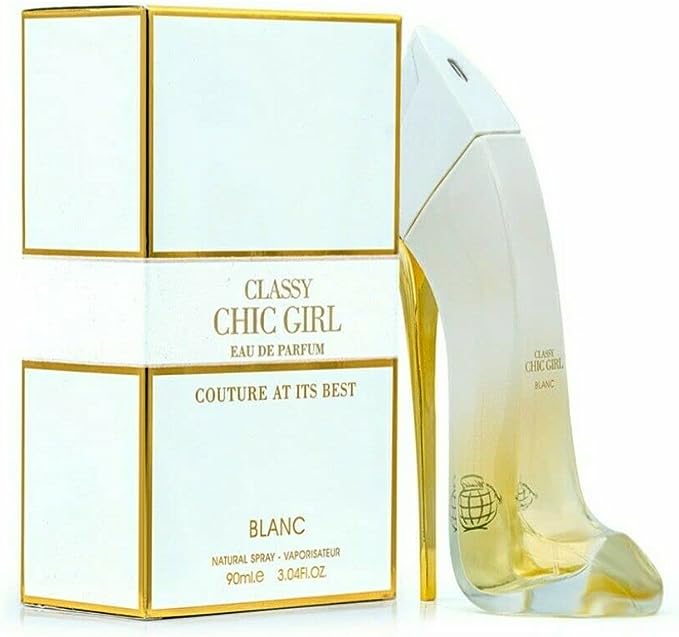 CLASSY
CHIC GIRL
EAU DE PARFUM
COUTURE AT ITS BEST
BLANC
NATURAL SPRAY - VAPORISATEUR
90ml.e 3.04Fl.OZ.
CLASSY
CHIC GIRL
BLANC